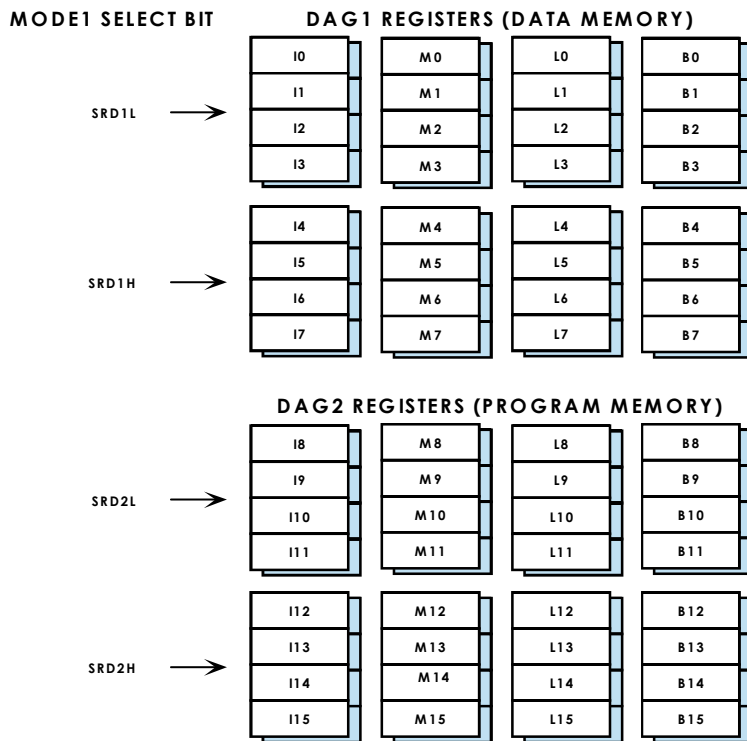 MODE1 SELECT BIT DAG1 REGISTERS (DATA MEMORY)
I0 M0 L0 B0
I1 M1 L1 B1
SRD1L
I2 M2 L2 B2
I3 M3 L3 B3
I4 M4 L4 B4
I5 M5 L5 B5
SRD1H
I6 M6 L6 B6
I7 M7 L7 B7
DAG2 REGISTERS (PROGRAM MEMORY)
I8 M8 L8 B8
I9 M9 L9 B9
SRD2L
I10 M10 L10 B10
I11 M11 L11 B11
I12 M12 L12 B12
I13 M13 L13 B13
SRD2H
I14 M14 L14 B14
I15 M15 L15 B15